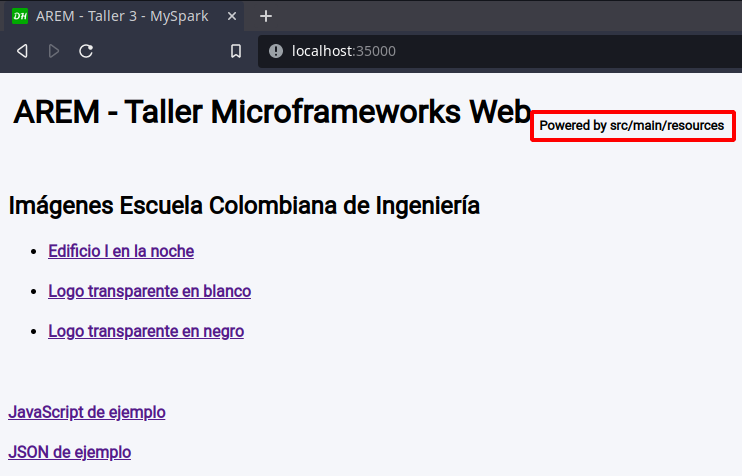 DH AREM - Taller 3 - MySpark
localhost:35000
AREM - Taller Microframeworks Web
Powered by src/main/resources
Imágenes Escuela Colombiana de Ingeniería
Edificio I en la noche
Logo transparente en blanco
Logo transparente en negro
JavaScript de ejemplo
JSON de ejemplo